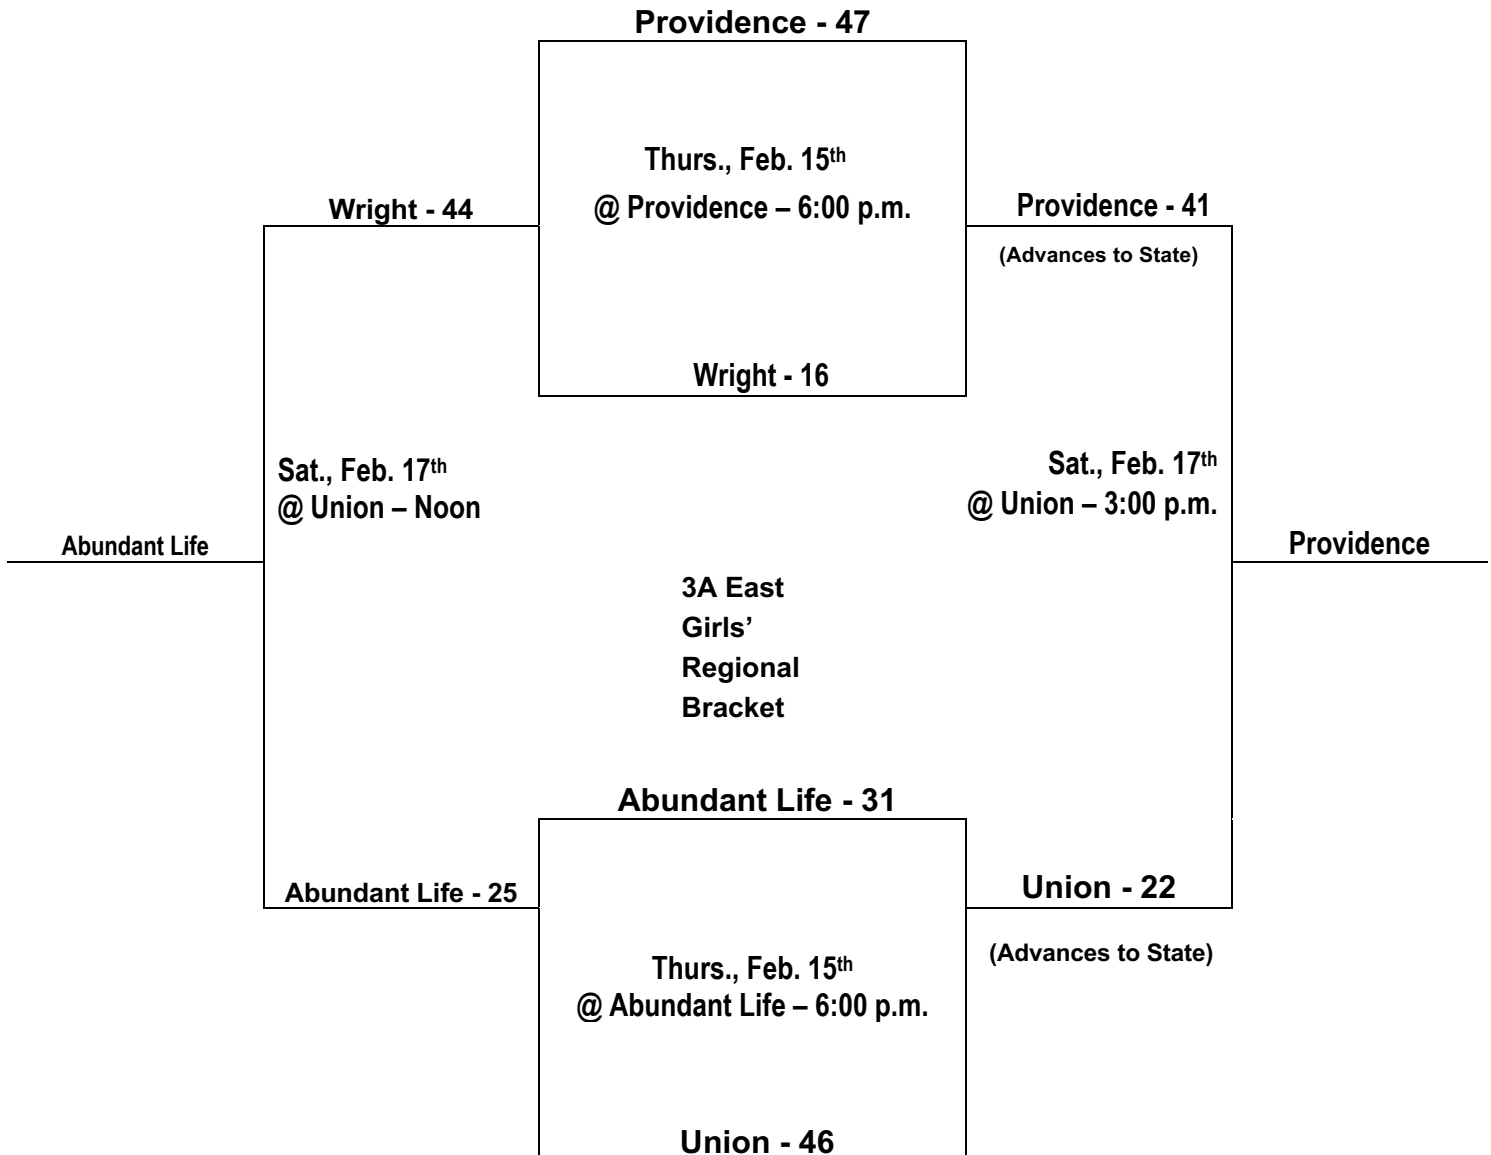 Providence - 47
Thurs., Feb. 15th
@ Providence – 6:00 p.m.
Wright - 44
Providence - 41
(Advances to State)
Wright - 16
Sat., Feb. 17th
@ Union – Noon
Sat., Feb. 17th
@ Union – 3:00 p.m.
Abundant Life
Providence
3A East
Girls’
Regional
Bracket
Abundant Life - 31
Abundant Life - 25
Union - 22
(Advances to State)
Thurs., Feb. 15th
@ Abundant Life – 6:00 p.m.
Union - 46